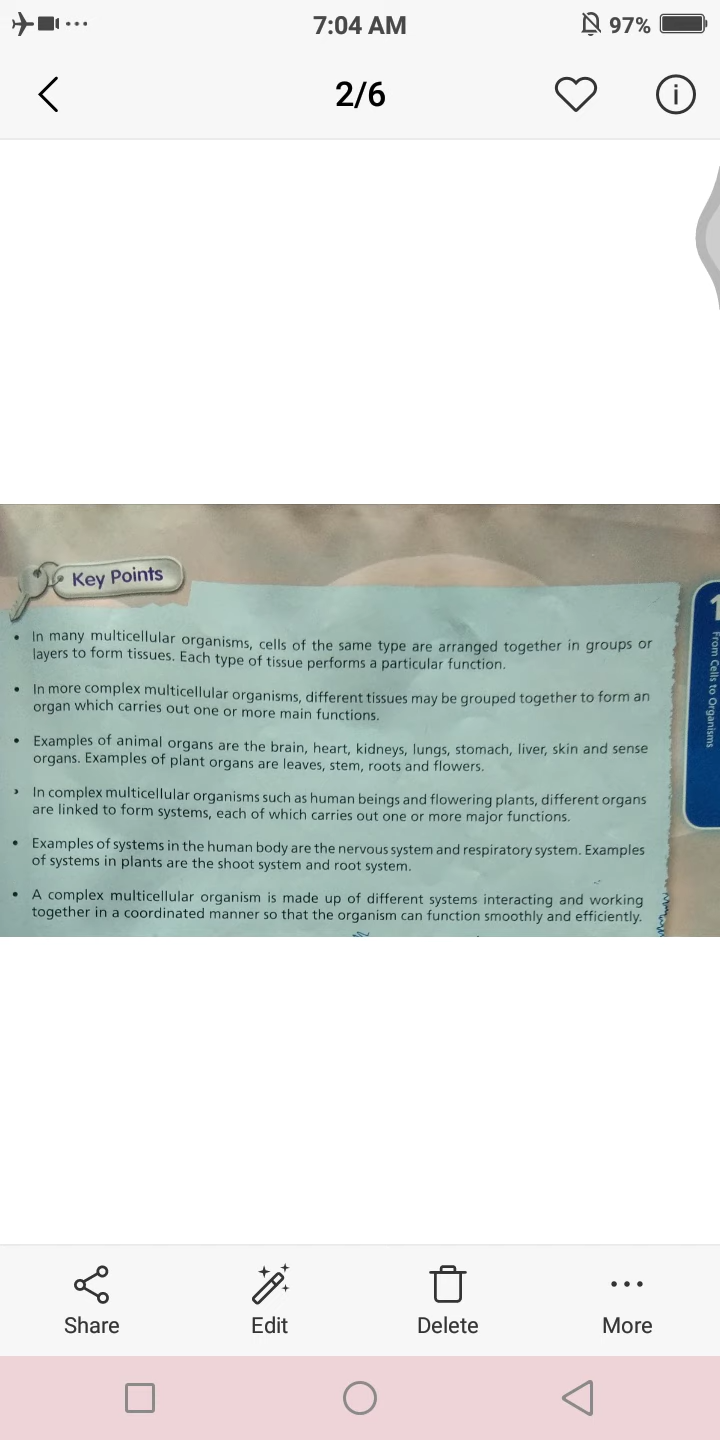 7:04 AM
97%
2/6
Key Points
• In many multicellular organisms, cells of the same type are arranged together in groups or
layers to form tissues. Each type of tissue performs a particular function.
• In more complex multicellular organisms, different tissues may be grouped together to form an
organ which carries out one or more main functions.
• Examples of animal organs are the brain, heart, kidneys, lungs, stomach, liver, skin and sense
organs. Examples of plant organs are leaves, stem, roots and flowers.
• In complex multicellular organisms such as human beings and flowering plants, different organs
are linked to form systems, each of which carries out one or more major functions.
• Examples of systems in the human body are the nervous system and respiratory system. Examples
of systems in plants are the shoot system and root system.
• A complex multicellular organism is made up of different systems interacting and working
together in a coordinated manner so that the organism can function smoothly and efficiently.
1
From Cells to Organisms
Share
Edit
Delete
More